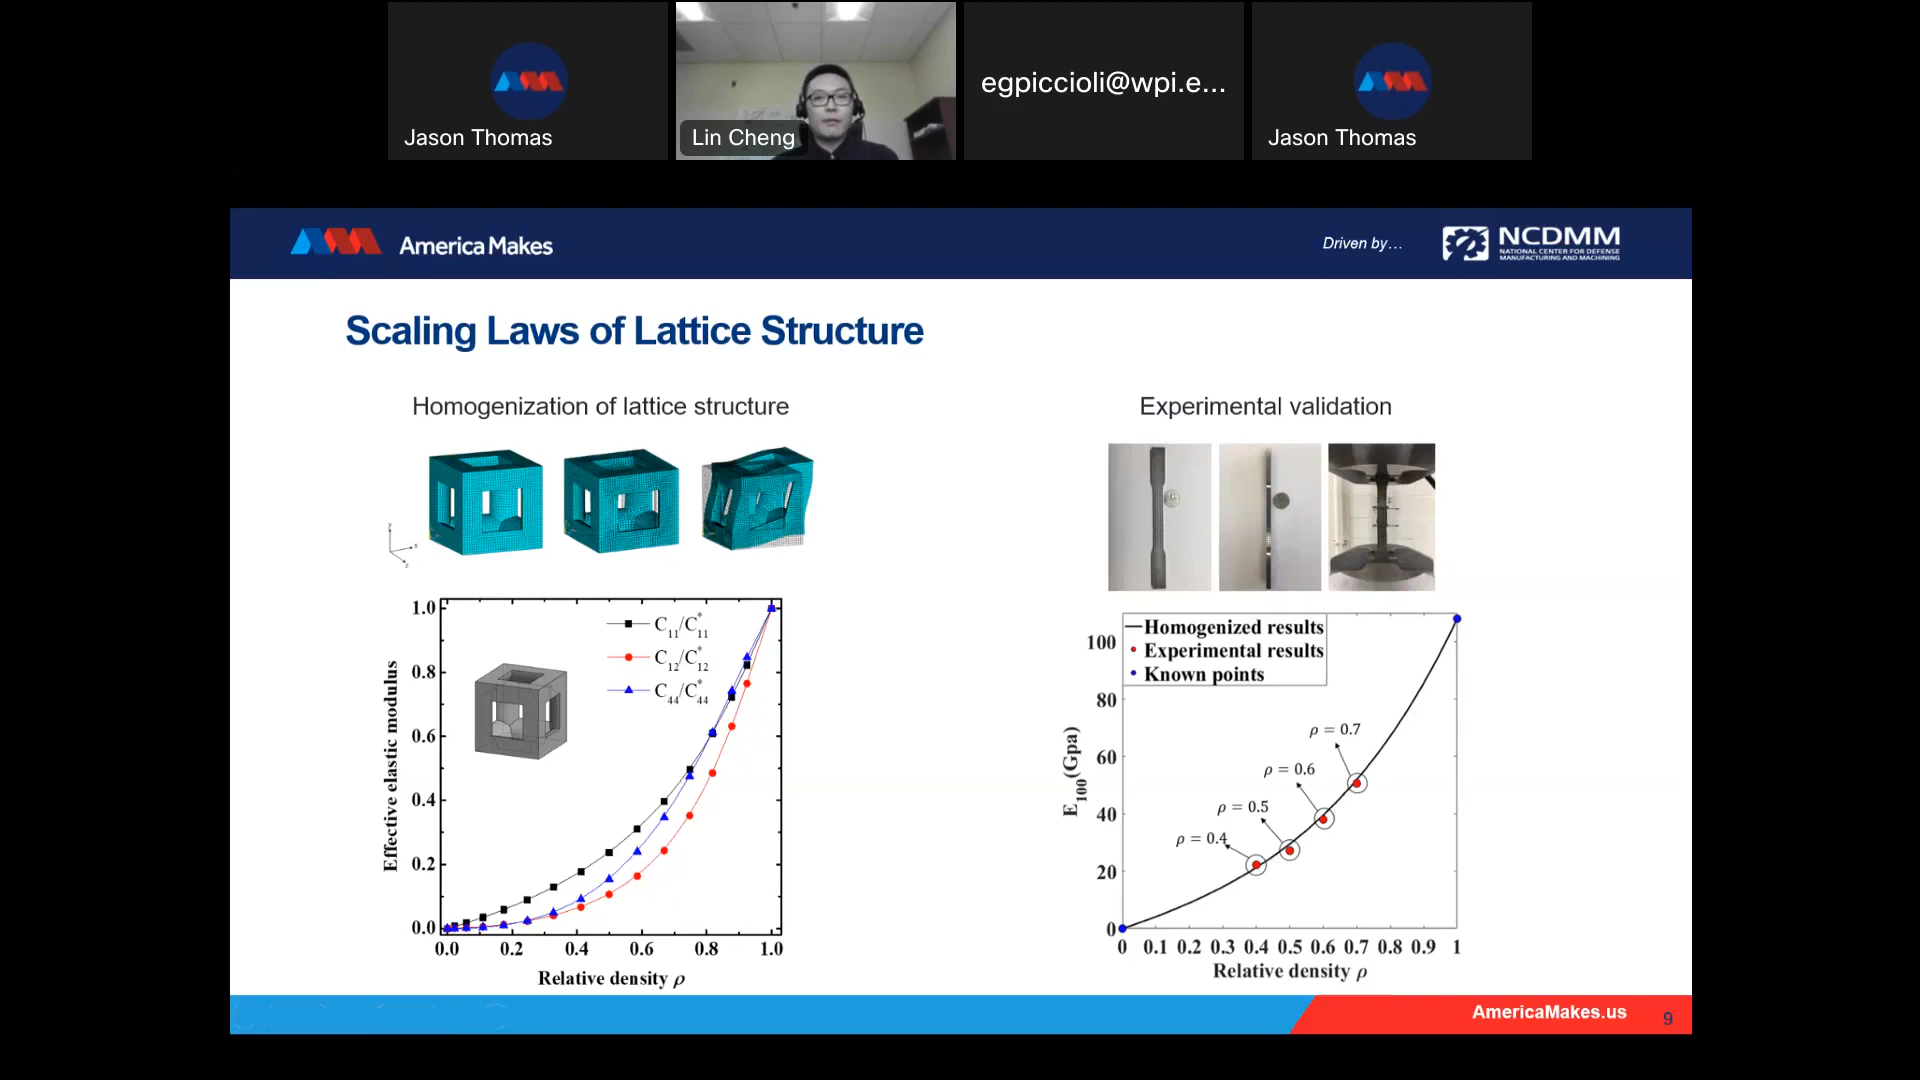 Jason Thomas
Lin Cheng
egpiccioli@wpi.e...
Jason Thomas
America Makes
Driven by...
NCDMM
NATIONAL CENTER FOR DEFENSE
MANUFACTURING AND MACHINING
Scaling Laws of Lattice Structure
Homogenization of lattice structure
Experimental validation
C11/C*11
C12/C*12
C44/C*44
Effective elastic modulus
1.0
0.8
0.6
0.4
0.2
0.0
0.0 0.2 0.4 0.6 0.8 1.0
Relative density ρ
Homogenized results
Experimental results
Known points
E100(Gpa)
100
80
60
40
20
0
ρ = 0.7
ρ = 0.6
ρ = 0.5
ρ = 0.4
0 0.1 0.2 0.3 0.4 0.5 0.6 0.7 0.8 0.9 1
Relative density ρ
AmericaMakes.us
9